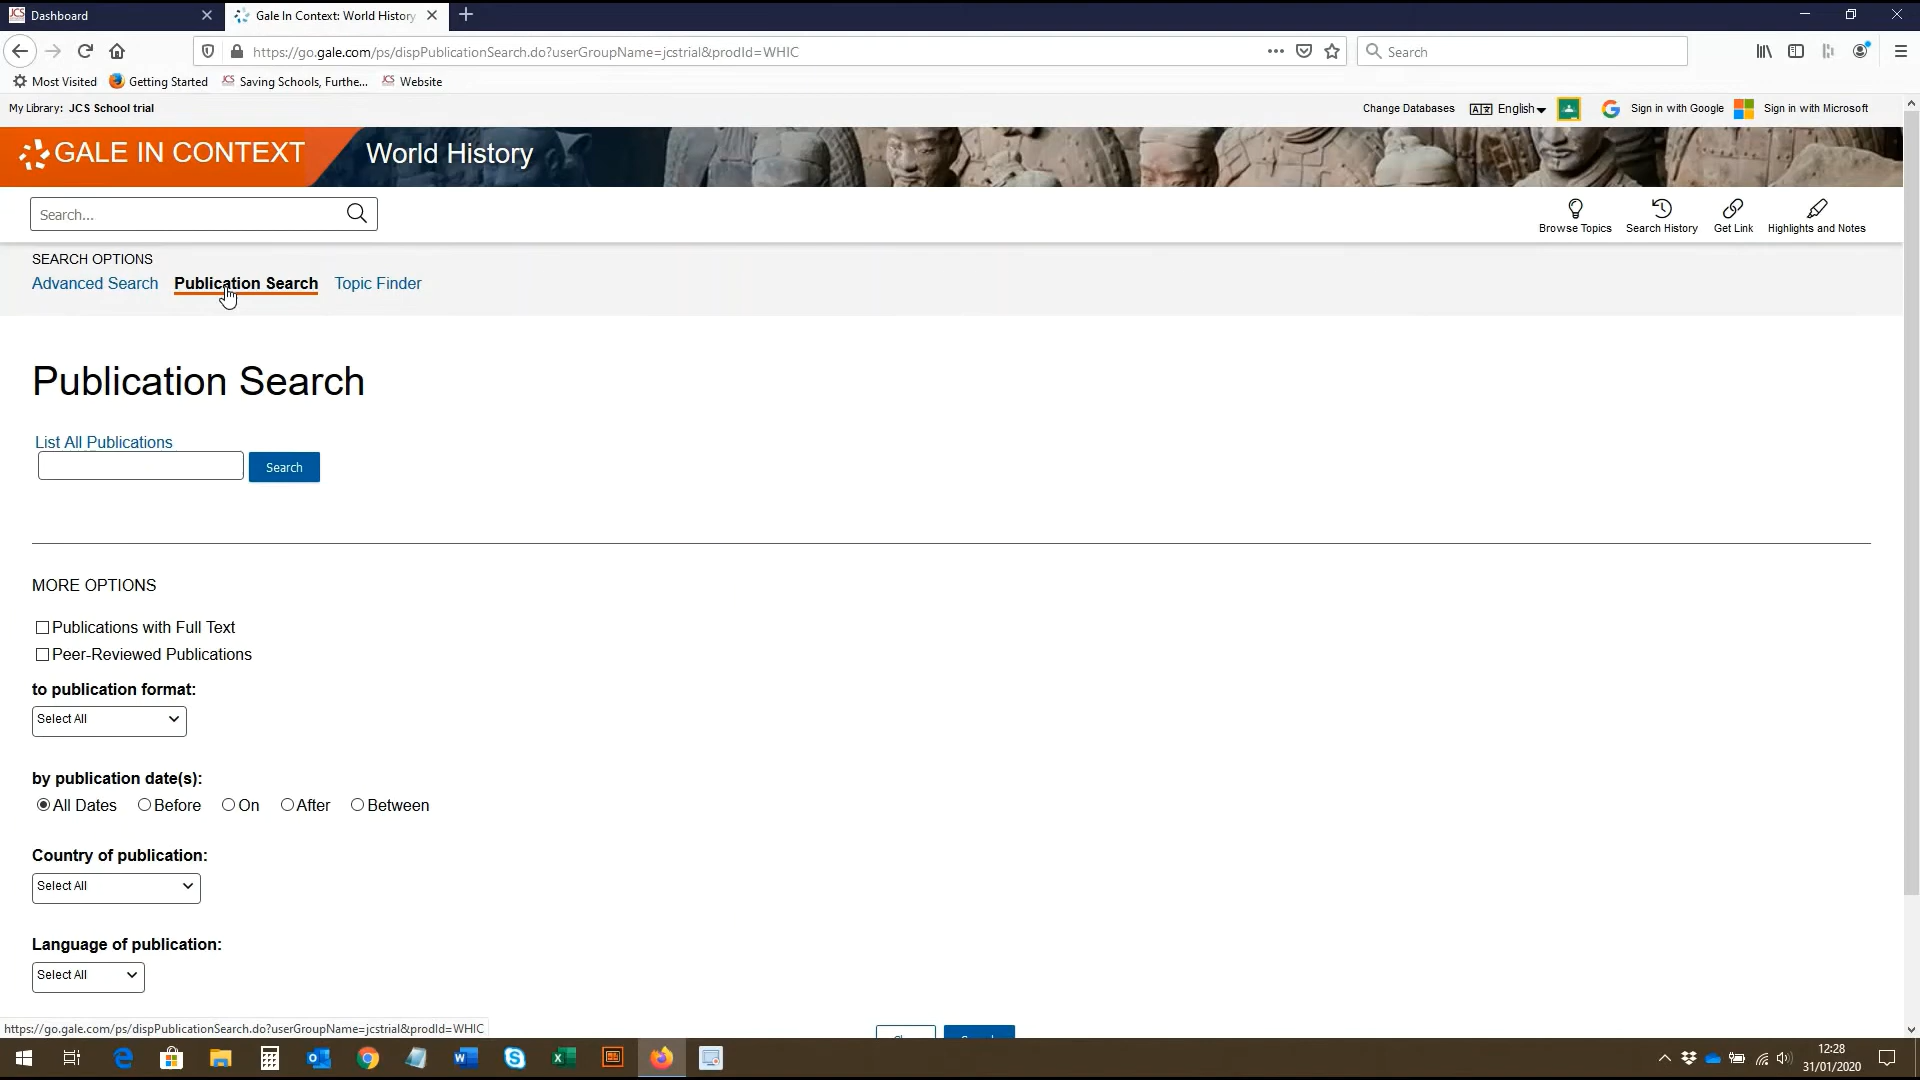 Dashboard
Gale In Context: World History
https://go.gale.com/ps/dispPublicationSearch.do?userGroupName=jcstrial&prodId=WHIC
Search
Most Visited
Getting Started
Saving Schools, Furthe...
Website
My Library: JCS School trial
Change Databases
English
Sign in with Google
Sign in with Microsoft
GALE IN CONTEXT
World History
Search...
Browse Topics
Search History
Get Link
Highlights and Notes
SEARCH OPTIONS
Advanced Search
Publication Search
Topic Finder
Publication Search
List All Publications
Search
MORE OPTIONS
Publications with Full Text
Peer-Reviewed Publications
to publication format:
Select All
by publication date(s):
All Dates
Before
On
After
Between
Country of publication:
Select All
Language of publication:
Select All
https://go.gale.com/ps/dispPublicationSearch.do?userGroupName=jcstrial&prodId=WHIC
12:28
31/01/2020